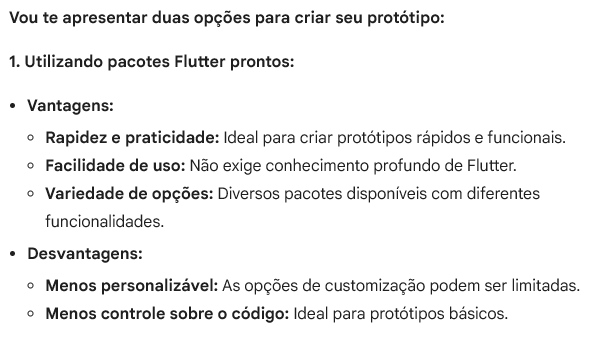 Vou te apresentar duas opções para criar seu protótipo:
1. Utilizando pacotes Flutter prontos:
• Vantagens:
◦ Rapidez e praticidade: Ideal para criar protótipos rápidos e funcionais.
◦ Facilidade de uso: Não exige conhecimento profundo de Flutter.
◦ Variedade de opções: Diversos pacotes disponíveis com diferentes
funcionalidades.
• Desvantagens:
◦ Menos personalizável: As opções de customização podem ser limitadas.
◦ Menos controle sobre o código: Ideal para protótipos básicos.